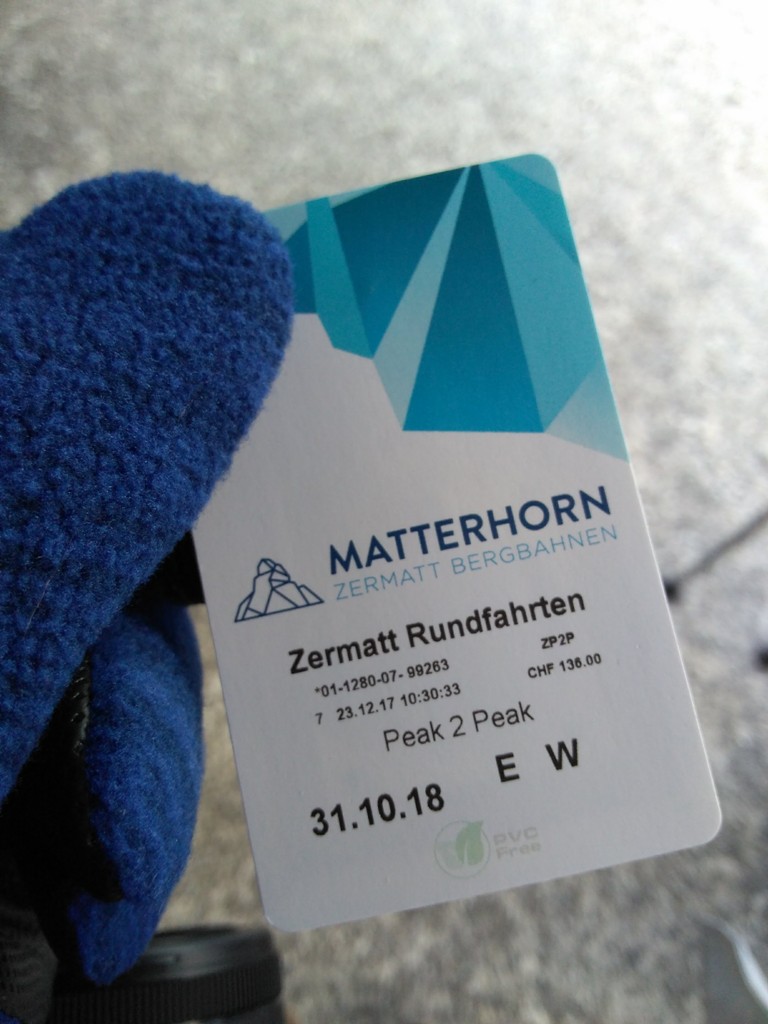 MATTERHORN
ZERMATT BERGBAHNEN
Zermatt Rundfahrten
*01-1280-07- 99263 ZP2P
7 23.12.17 10:30:33 CHF 136.00
Peak 2 Peak
31.10.18 E W
PVC
Free